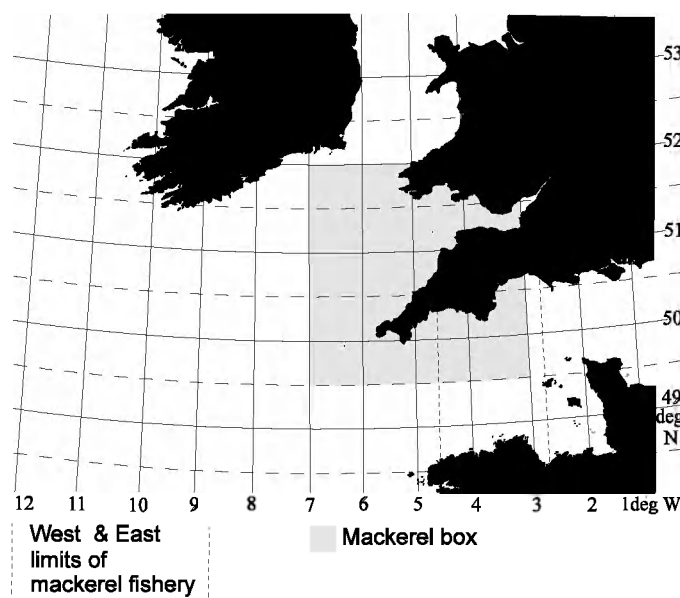 53
52
51
50
49
deg
N
12 11 10 9 8 7 6 5 4 3 2 1deg W
West & East
limits of
mackerel fishery
Mackerel box